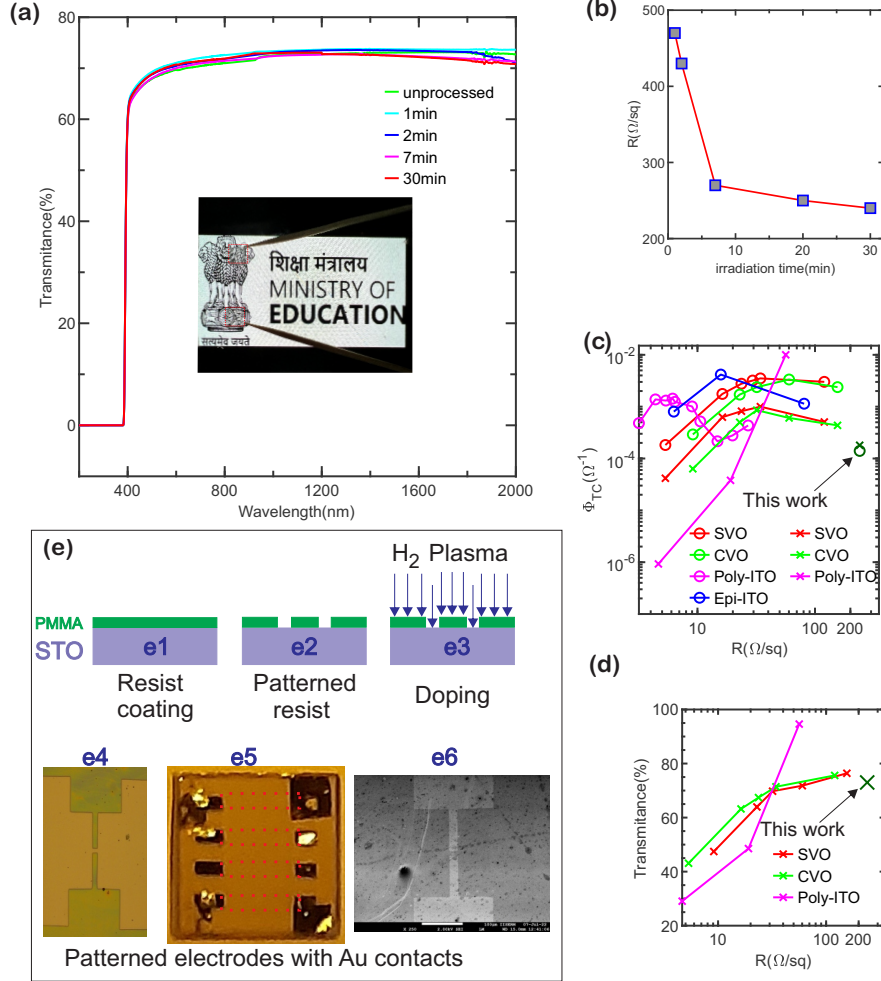 (a)
80
60
40
20
0
Transmitance(%)
400
800
1200
1600
2000
Wavelength(nm)
unprocessed
1min
2min
7min
30min
शिक्षा मंत्रालय
MINISTRY OF
EDUCATION
सत्यमेव जयते
(b)
500
400
300
200
R(Ω/sq)
0
10
20
30
irradiation time(min)
(c)
10⁻²
10⁻⁴
10⁻⁶
Φ_TC(Ω⁻¹)
This work
SVO
SVO
CVO
CVO
Poly-ITO
Poly-ITO
Epi-ITO
10
100
200
R(Ω/sq)
(d)
100
80
60
40
20
Transmitance(%)
This work
SVO
CVO
Poly-ITO
10
100
200
R(Ω/sq)
(e)
H₂ Plasma
PMMA
STO
e1
e2
e3
Resist
coating
Patterned
resist
Doping
e4
e5
e6
Patterned electrodes with Au contacts